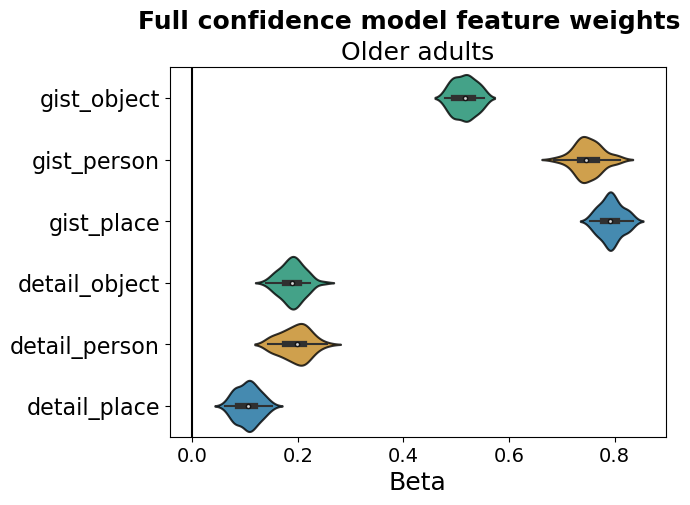 Full confidence model feature weights
Older adults
gist_object
gist_person
gist_place
detail_object
detail_person
detail_place
0.0 0.2 0.4 0.6 0.8
Beta